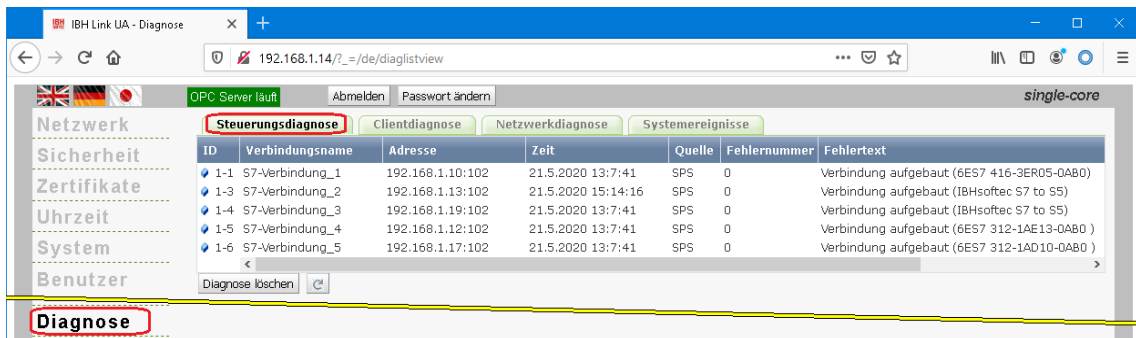 IBH Link UA - Diagnose
192.168.1.14/?_=/de/diaglistview
OPC Server läuft Abmelden Passwort ändern single-core
Netzwerk
Sicherheit
Zertifikate
Uhrzeit
System
Benutzer
Diagnose
Steuerungsdiagnose Clientdiagnose Netzwerkdiagnose Systemereignisse
ID Verbindungsname Adresse Zeit Quelle Fehlernummer Fehlertext
1-1 S7-Verbindung_1 192.168.1.10:102 21.5.2020 13:7:41 SPS 0 Verbindung aufgebaut (6ES7 416-3ER05-0AB0)
1-3 S7-Verbindung_2 192.168.1.13:102 21.5.2020 15:14:16 SPS 0 Verbindung aufgebaut (IBHsoftec S7 to S5)
1-4 S7-Verbindung_3 192.168.1.19:102 21.5.2020 13:7:41 SPS 0 Verbindung aufgebaut (IBHsoftec S7 to S5)
1-5 S7-Verbindung_4 192.168.1.12:102 21.5.2020 13:7:41 SPS 0 Verbindung aufgebaut (6ES7 312-1AE13-0AB0 )
1-6 S7-Verbindung_5 192.168.1.17:102 21.5.2020 13:7:41 SPS 0 Verbindung aufgebaut (6ES7 312-1AD10-0AB0 )
Diagnose löschen